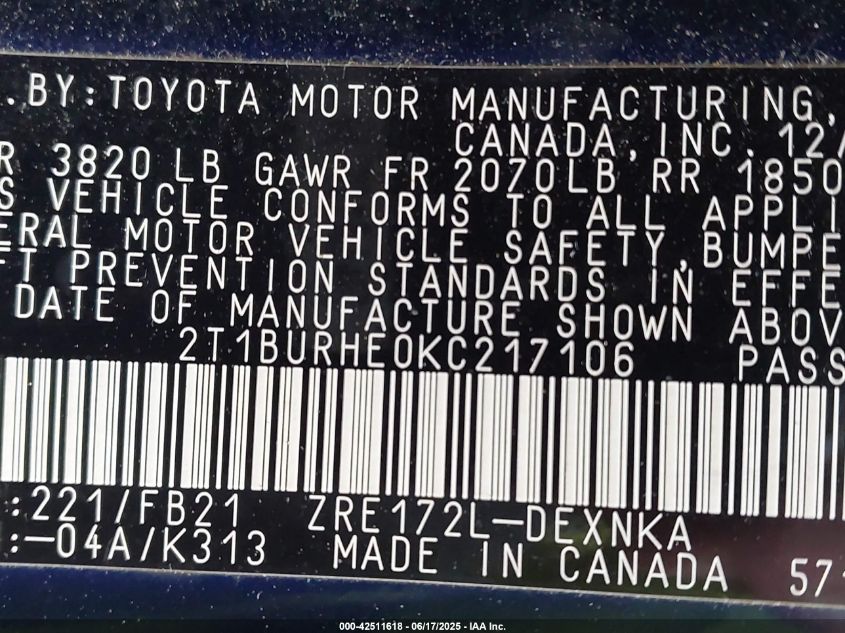 .BY:TOYOTA MOTOR MANUFACTURING,
CANADA,INC. 12/
R 3820 LB GAWR FR 2070LB RR 1850
S VEHICLE CONFORMS TO ALL APPLI
ERAL MOTOR VEHICLE SAFETY,BUMPE
FT PREVENTION STANDARDS IN EFFE
DATE OF MANUFACTURE SHOWN ABOV
2T1BURHE0KC217106 PASS
:221/FB21 ZRE172L-DEXNKA
:-04A/K313 MADE IN CANADA 571
000-42511618 - 06/17/2025 - IAA Inc.